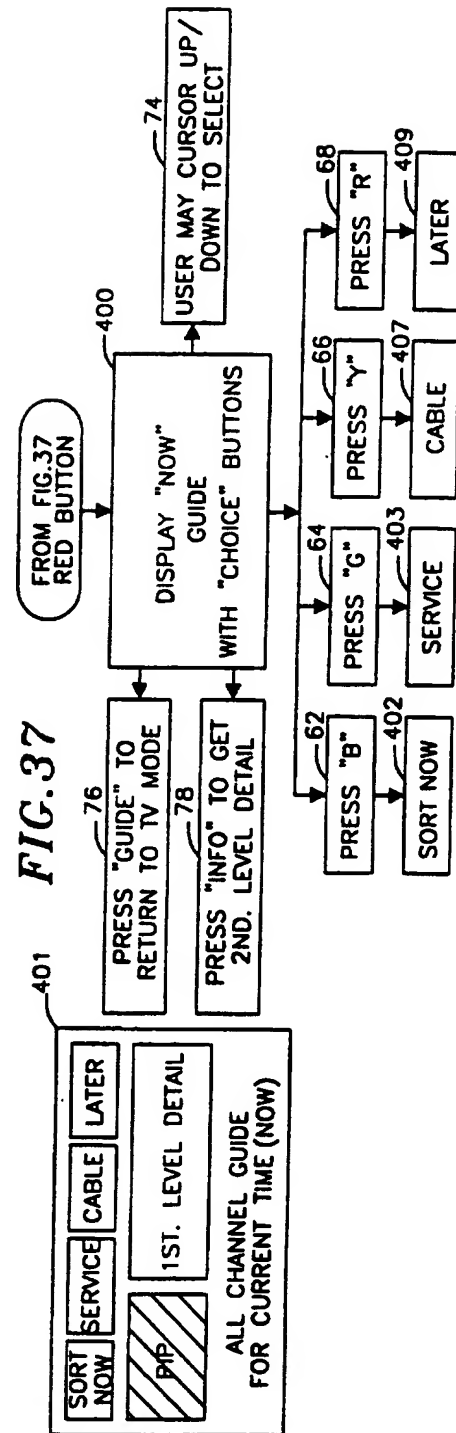 FIG.37
401
SORT
NOW
SERVICE
CABLE
LATER
PIP
1ST. LEVEL DETAIL
ALL CHANNEL GUIDE
FOR CURRENT TIME (NOW)
FROM FIG.37
RED BUTTON
400
DISPLAY "NOW"
GUIDE
WITH "CHOICE" BUTTONS
76
PRESS "GUIDE" TO
RETURN TO TV MODE
78
PRESS "INFO" TO GET
2ND. LEVEL DETAIL
74
USER MAY CURSOR UP/
DOWN TO SELECT
62
PRESS "B"
64
PRESS "G"
66
PRESS "Y"
68
PRESS "R"
402
SORT NOW
403
SERVICE
407
CABLE
409
LATER